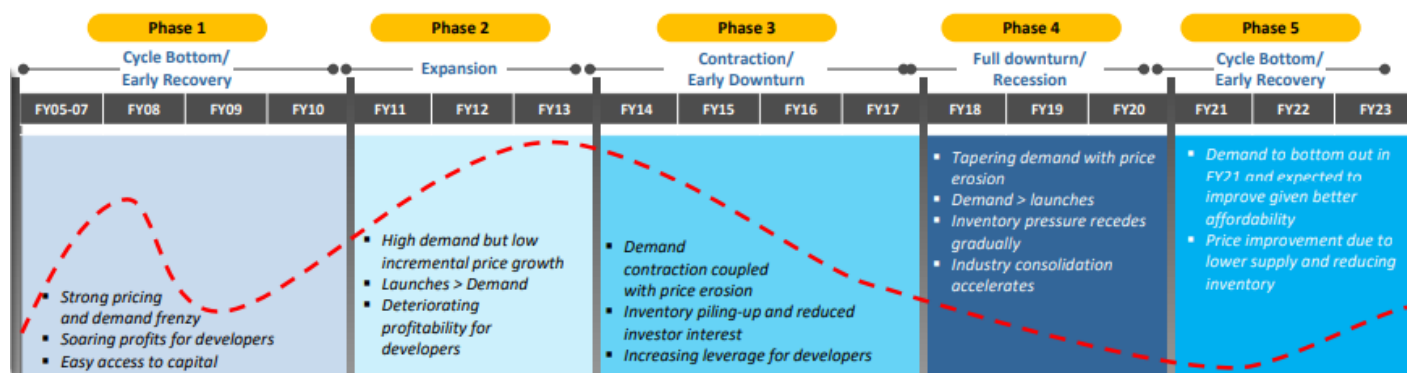 Phase 1
Phase 2
Phase 3
Phase 4
Phase 5
Cycle Bottom/
Early Recovery
Expansion
Contraction/
Early Downturn
Full downturn/
Recession
Cycle Bottom/
Early Recovery
FY05-07
FY08
FY09
FY10
FY11
FY12
FY13
FY14
FY15
FY16
FY17
FY18
FY19
FY20
FY21
FY22
FY23
▪ Strong pricing
and demand frenzy
▪ Soaring profits for developers
▪ Easy access to capital
▪ High demand but low
incremental price growth
▪ Launches > Demand
▪ Deteriorating
profitability for
developers
▪ Demand
contraction coupled
with price erosion
▪ Inventory piling-up and reduced
investor interest
▪ Increasing leverage for developers
▪ Tapering demand with price
erosion
▪ Demand > launches
▪ Inventory pressure recedes
gradually
▪ Industry consolidation
accelerates
▪ Demand to bottom out in
FY21 and expected to
improve given better
affordability
▪ Price improvement due to
lower supply and reducing
inventory